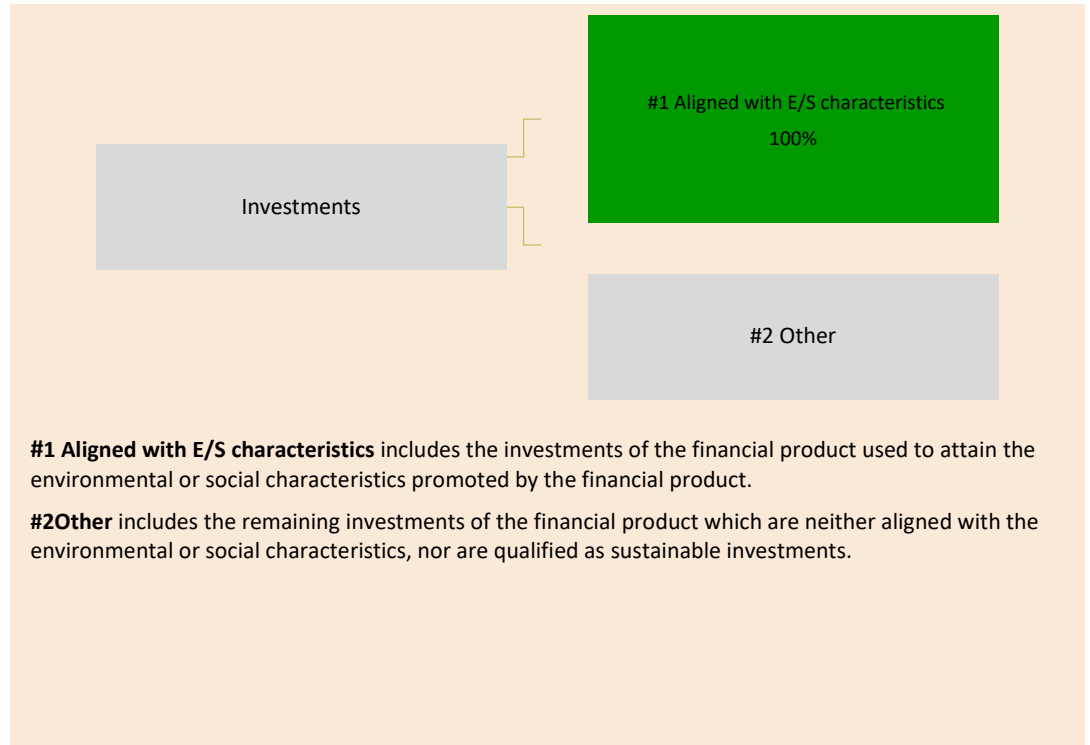 #1 Aligned with E/S characteristics
100%
Investments
#2 Other
#1 Aligned with E/S characteristics includes the investments of the financial product used to attain the
environmental or social characteristics promoted by the financial product.
#2Other includes the remaining investments of the financial product which are neither aligned with the
environmental or social characteristics, nor are qualified as sustainable investments.